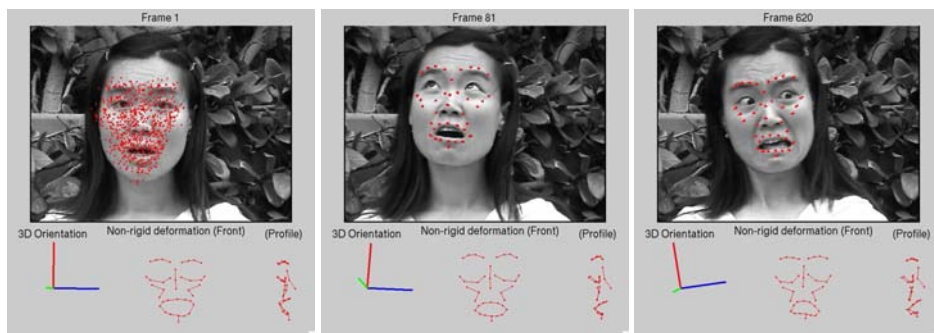 Frame 1
3D Orientation
Non-rigid deformation (Front)
(Profile)
Frame 81
3D Orientation
Non-rigid deformation (Front)
(Profile)
Frame 620
3D Orientation
Non-rigid deformation (Front)
(Profile)